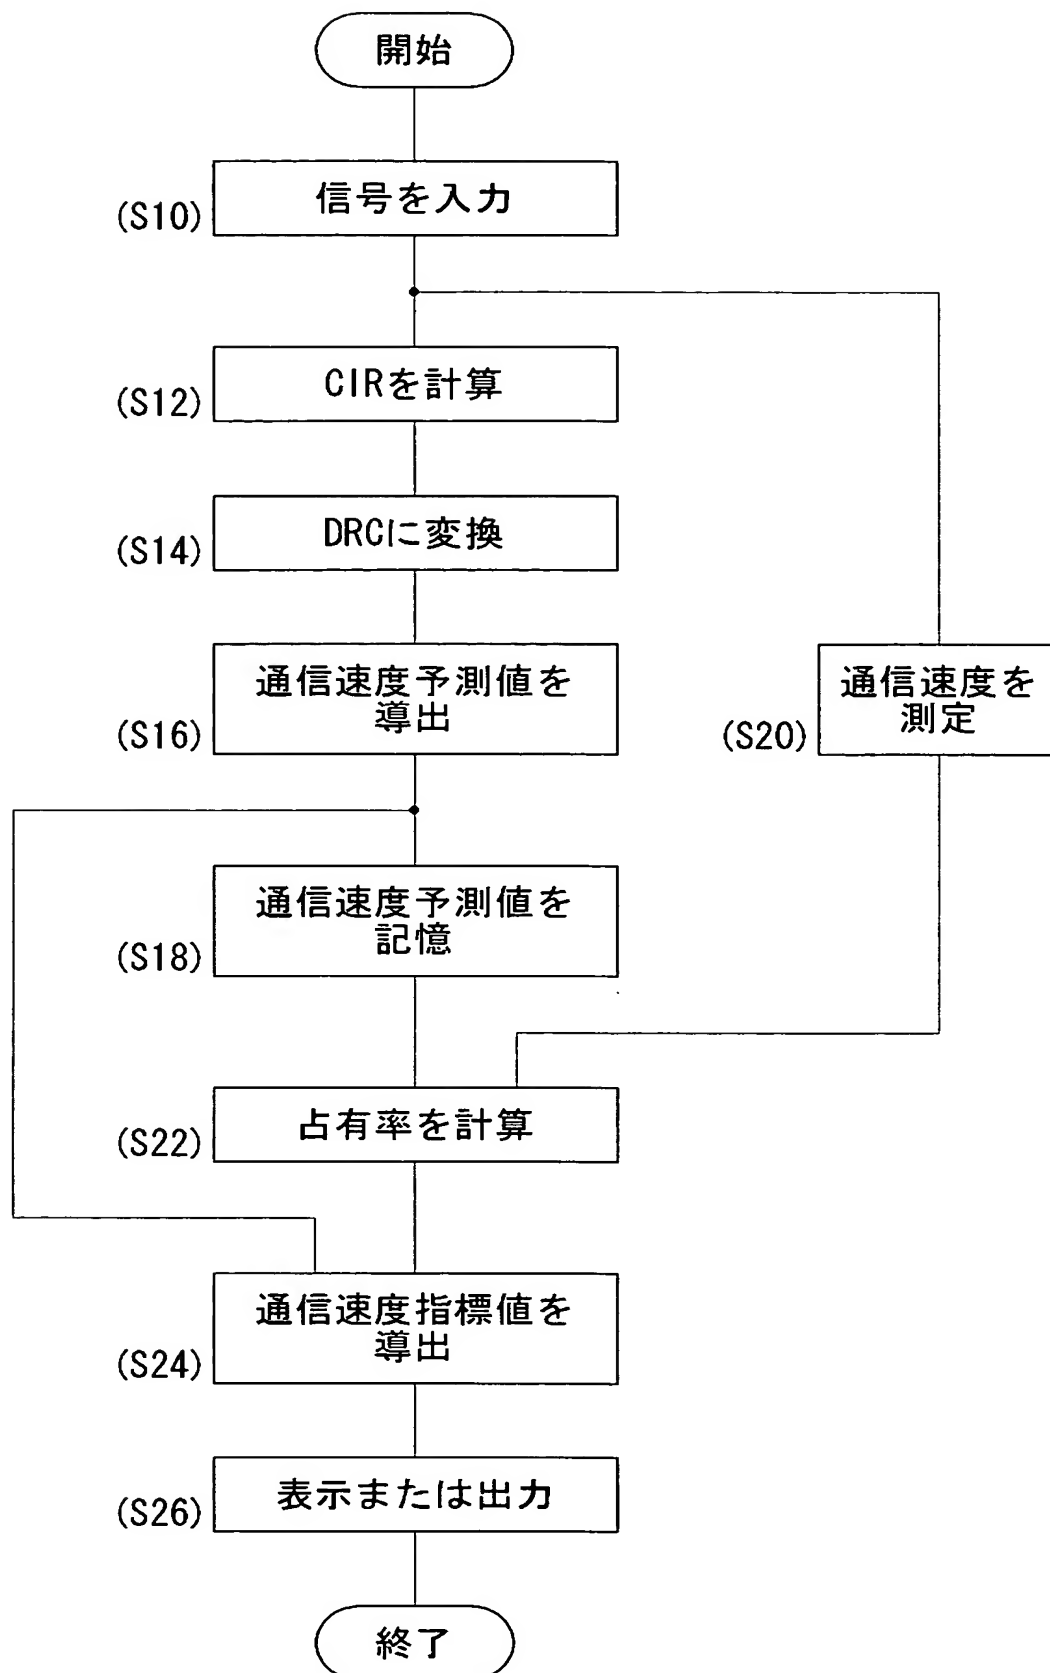 開始
信号を入力
(S10)
CIRを計算
(S12)
DRCに変換
(S14)
通信速度予測値を
導出
(S16)
通信速度を
測定
(S20)
通信速度予測値を
記憶
(S18)
占有率を計算
(S22)
通信速度指標値を
導出
(S24)
表示または出力
(S26)
終了